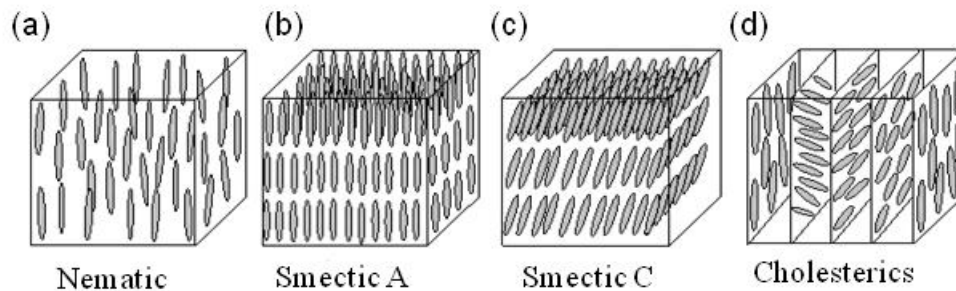 (a) (b) (c) (d)
Nematic Smectic A Smectic C Cholesterics